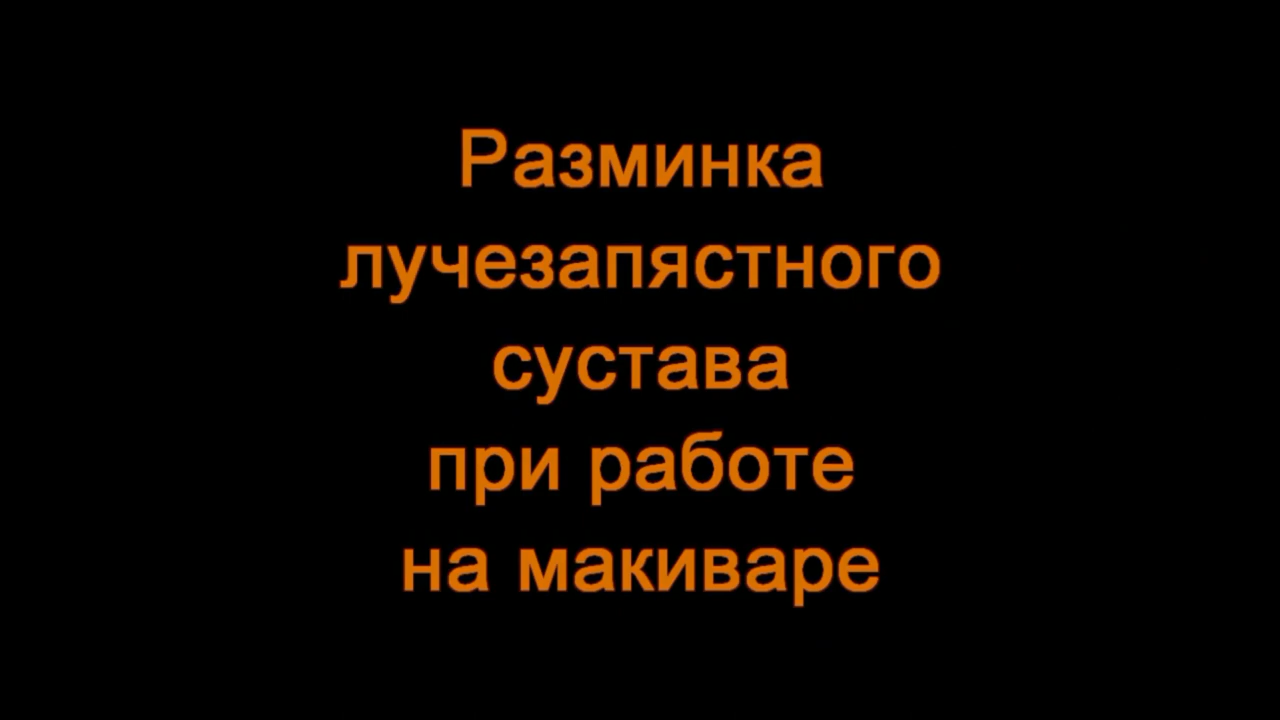 Разминка
лучезапястного
сустава
при работе
на макиваре